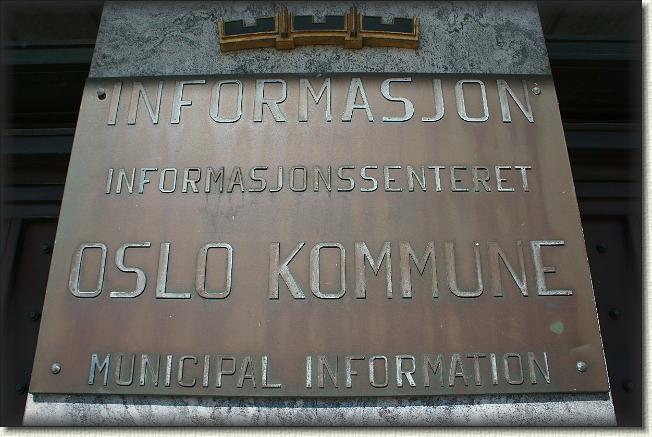 INFORMASJON
INFORMASJONSSENTERET
OSLO KOMMUNE
MUNICIPAL INFORMATION